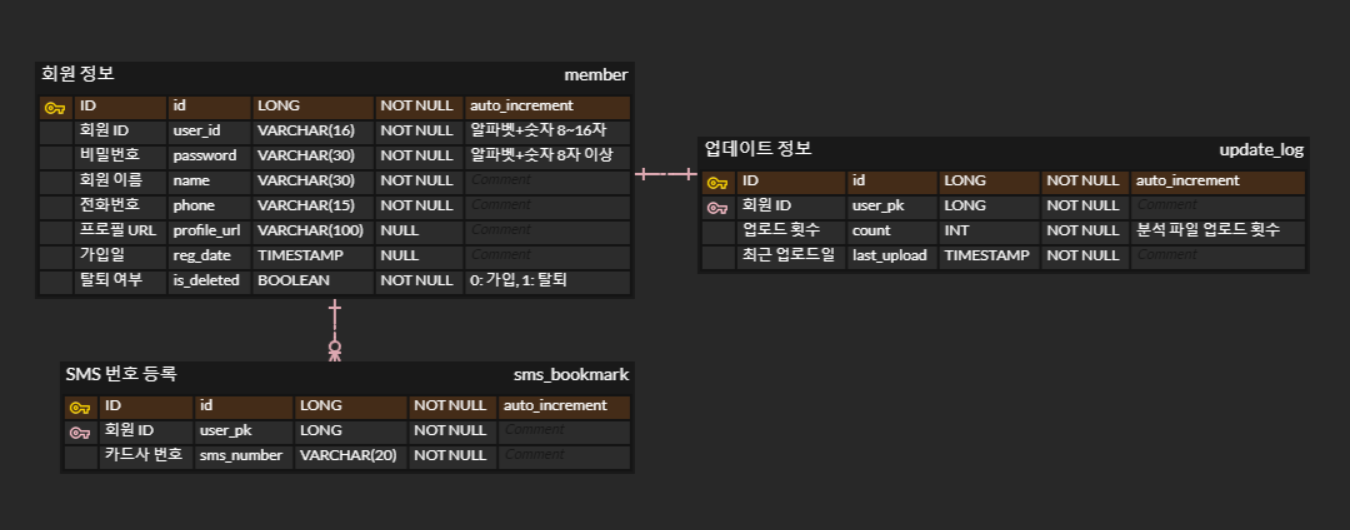 회원 정보 member
ID id LONG NOT NULL auto_increment
회원 ID user_id VARCHAR(16) NOT NULL 알파벳+숫자 8~16자
비밀번호 password VARCHAR(30) NOT NULL 알파벳+숫자 8자 이상
회원 이름 name VARCHAR(30) NOT NULL Comment
전화번호 phone VARCHAR(15) NOT NULL Comment
프로필 URL profile_url VARCHAR(100) NULL Comment
가입일 reg_date TIMESTAMP NULL Comment
탈퇴 여부 is_deleted BOOLEAN NOT NULL 0: 가입, 1: 탈퇴
업데이트 정보 update_log
ID id LONG NOT NULL auto_increment
회원 ID user_pk LONG NOT NULL Comment
업로드 횟수 count INT NOT NULL 분석 파일 업로드 횟수
최근 업로드일 last_upload TIMESTAMP NOT NULL Comment
SMS 번호 등록 sms_bookmark
ID id LONG NOT NULL auto_increment
회원 ID user_pk LONG NOT NULL Comment
카드사 번호 sms_number VARCHAR(20) NOT NULL Comment